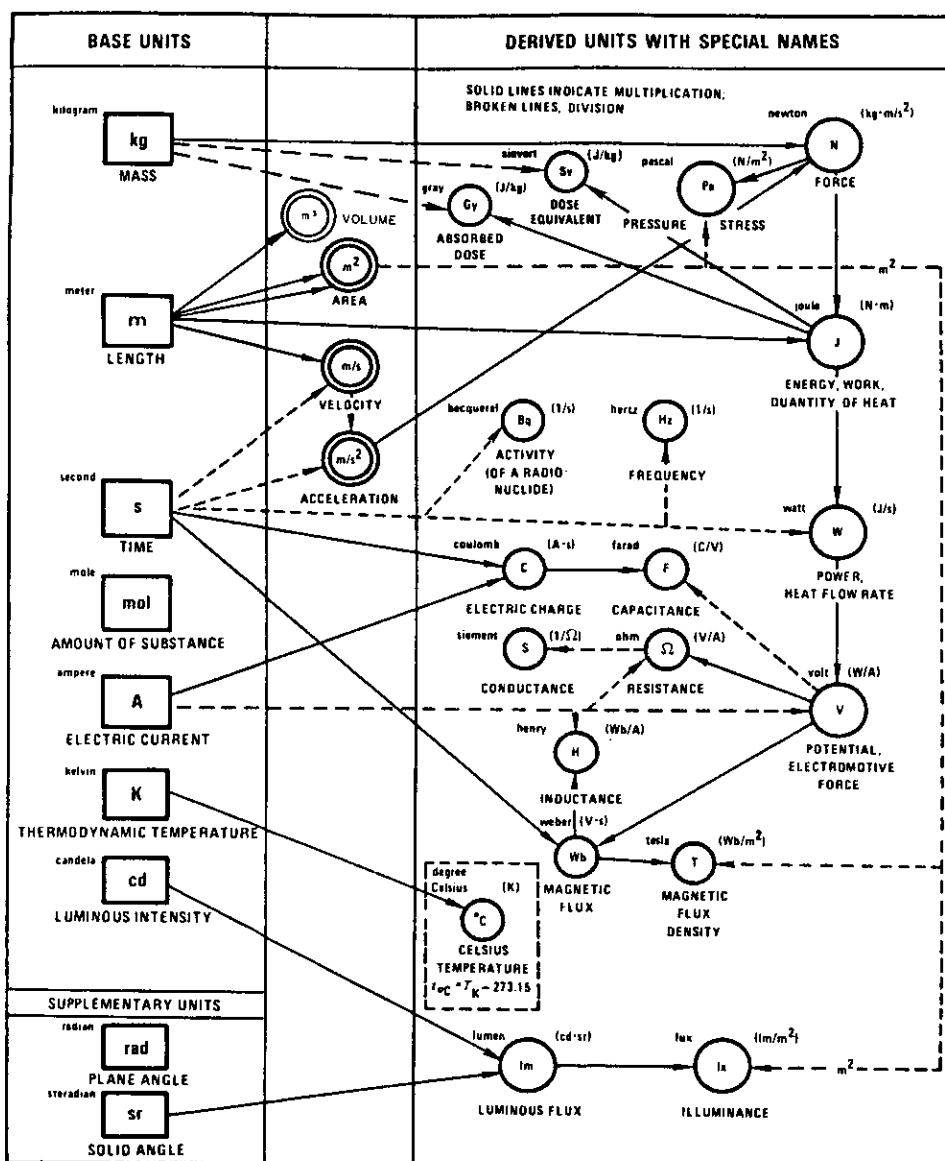 BASE UNITS
DERIVED UNITS WITH SPECIAL NAMES
SOLID LINES INDICATE MULTIPLICATION;
BROKEN LINES, DIVISION
kilogram
kg
MASS
newton
(kg·m/s²)
N
FORCE
sievert
(J/kg)
Sv
DOSE
EQUIVALENT
pascal
(N/m²)
Pa
PRESSURE
STRESS
gray
(J/kg)
Gy
ABSORBED
DOSE
m³
VOLUME
m²
AREA
m²
meter
m
LENGTH
joule
(N·m)
J
ENERGY, WORK,
QUANTITY OF HEAT
m/s
VELOCITY
m/s²
ACCELERATION
becquerel
(1/s)
Bq
ACTIVITY
(OF A RADIO-
NUCLIDE)
hertz
(1/s)
Hz
FREQUENCY
second
s
TIME
watt
(J/s)
W
POWER,
HEAT FLOW RATE
coulomb
(A·s)
C
ELECTRIC CHARGE
farad
(C/V)
F
CAPACITANCE
mole
mol
AMOUNT OF SUBSTANCE
siemens
(1/Ω)
S
CONDUCTANCE
ohm
(V/A)
Ω
RESISTANCE
ampere
A
ELECTRIC CURRENT
volt
(W/A)
V
POTENTIAL,
ELECTROMOTIVE
FORCE
henry
(Wb/A)
H
INDUCTANCE
kelvin
K
THERMODYNAMIC TEMPERATURE
weber
(V·s)
Wb
MAGNETIC
FLUX
tesla
(Wb/m²)
T
MAGNETIC
FLUX
DENSITY
candela
cd
LUMINOUS INTENSITY
degree
Celsius
(K)
°C
CELSIUS
TEMPERATURE
t°C = TK − 273.15
SUPPLEMENTARY UNITS
radian
rad
PLANE ANGLE
steradian
sr
SOLID ANGLE
lumen
(cd·sr)
lm
LUMINOUS FLUX
lux
(lm/m²)
lx
ILLUMINANCE
m²